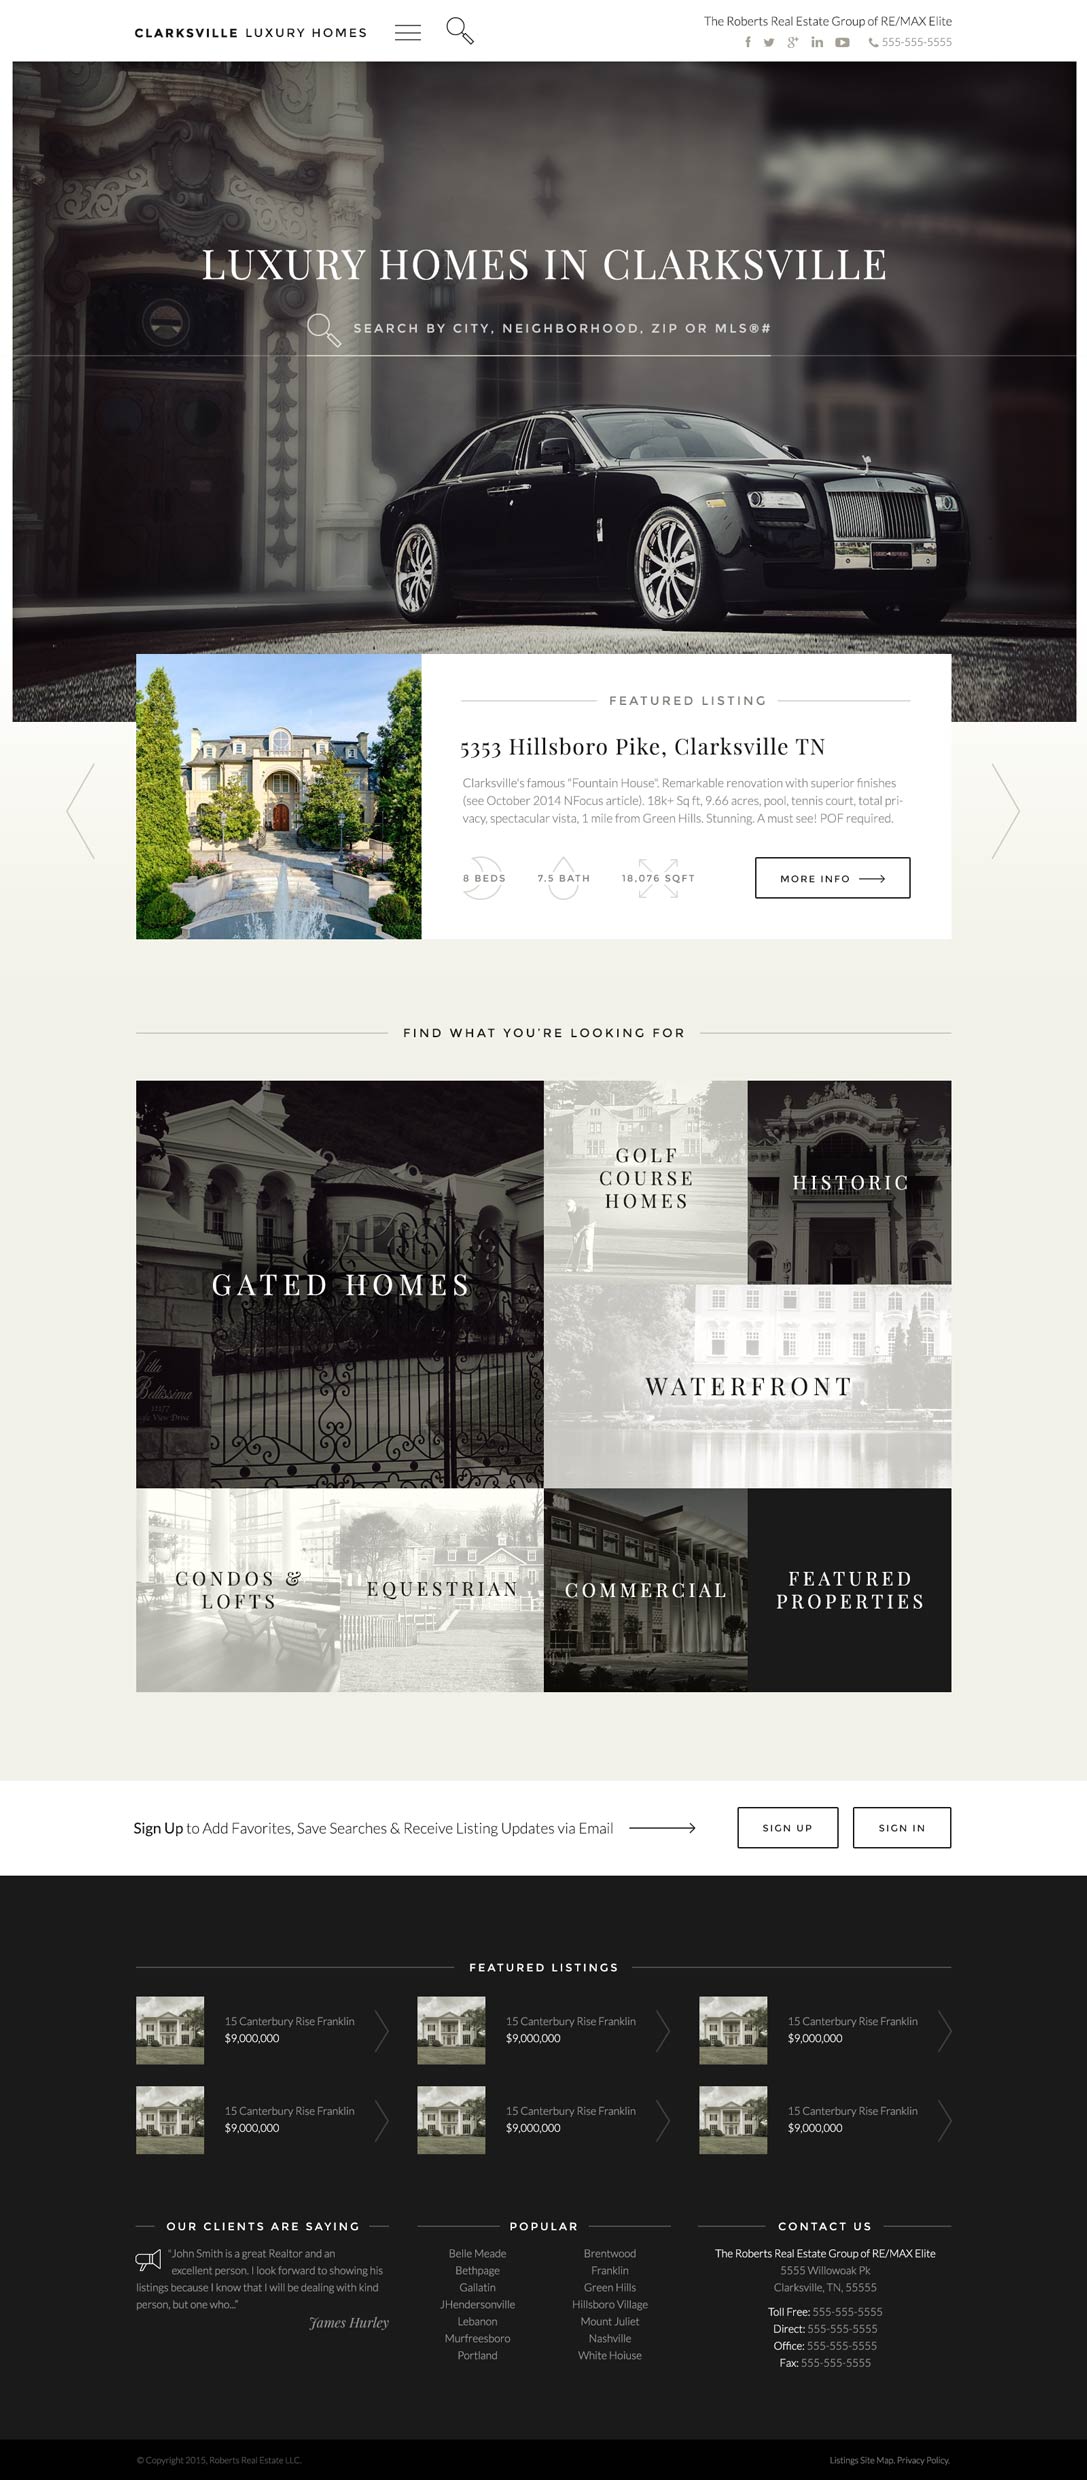 CLARKSVILLE LUXURY HOMES
The Roberts Real Estate Group of RE/MAX Elite
555-555-5555
LUXURY HOMES IN CLARKSVILLE
SEARCH BY CITY, NEIGHBORHOOD, ZIP OR MLS®#
FEATURED LISTING
5353 Hillsboro Pike, Clarksville TN
Clarksville's famous "Fountain House". Remarkable renovation with superior finishes
(see October 2014 NFocus article). 18k+ Sq ft, 9.66 acres, pool, tennis court, total pri-
vacy, spectacular vista, 1 mile from Green Hills. Stunning. A must see! POF required.
8 BEDS
7.5 BATH
18,076 SQFT
MORE INFO
FIND WHAT YOU'RE LOOKING FOR
GATED HOMES
Villa
Bellissima
11177
View Drive
GOLF
COURSE
HOMES
HISTORIC
WATERFRONT
CONDOS &
LOFTS
EQUESTRIAN
COMMERCIAL
FEATURED
PROPERTIES
Sign Up to Add Favorites, Save Searches & Receive Listing Updates via Email
SIGN UP
SIGN IN
FEATURED LISTINGS
15 Canterbury Rise Franklin
$9,000,000
15 Canterbury Rise Franklin
$9,000,000
15 Canterbury Rise Franklin
$9,000,000
15 Canterbury Rise Franklin
$9,000,000
15 Canterbury Rise Franklin
$9,000,000
15 Canterbury Rise Franklin
$9,000,000
OUR CLIENTS ARE SAYING
"John Smith is a great Realtor and an
excellent person. I look forward to showing his
listings because I know that I will be dealing with kind
person, but one who..."
James Hurley
POPULAR
Belle Meade
Bethpage
Gallatin
JHendersonville
Lebanon
Murfreesboro
Portland
Brentwood
Franklin
Green Hills
Hillsboro Village
Mount Juliet
Nashville
White Hoiuse
CONTACT US
The Roberts Real Estate Group of RE/MAX Elite
5555 Willowoak Pk
Clarksville, TN, 55555
Toll Free: 555-555-5555
Direct: 555-555-5555
Office: 555-555-5555
Fax: 555-555-5555
© Copyright 2015, Roberts Real Estate LLC.
Listings Site Map. Privacy Policy.